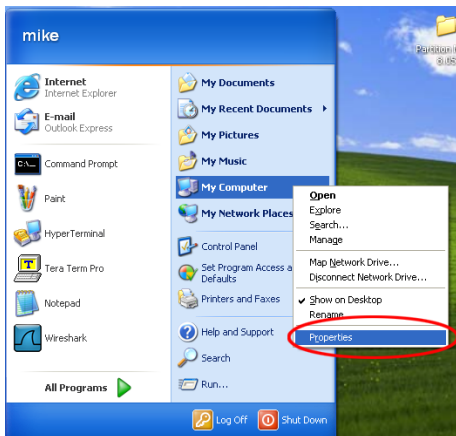 mike
Internet
Internet Explorer
E-mail
Outlook Express
Command Prompt
Paint
HyperTerminal
Tera Term Pro
Notepad
Wireshark
All Programs
My Documents
My Recent Documents
My Pictures
My Music
My Computer
My Network Places
Control Panel
Set Program Access a
Defaults
Printers and Faxes
Help and Support
Search
Run...
Open
Explore
Search...
Manage
Map Network Drive...
Disconnect Network Drive...
Show on Desktop
Rename
Properties
Log Off
Shut Down
Partition
8.05